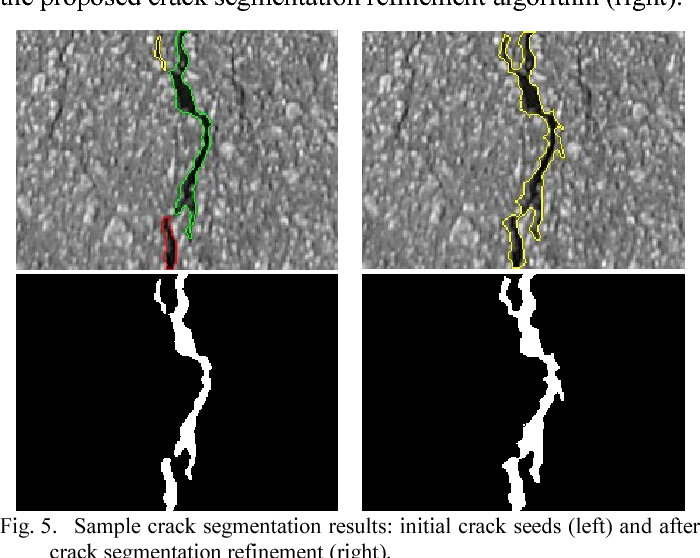 the proposed crack segmentation refinement algorithm (right).
Fig. 5. Sample crack segmentation results: initial crack seeds (left) and after
crack segmentation refinement (right).